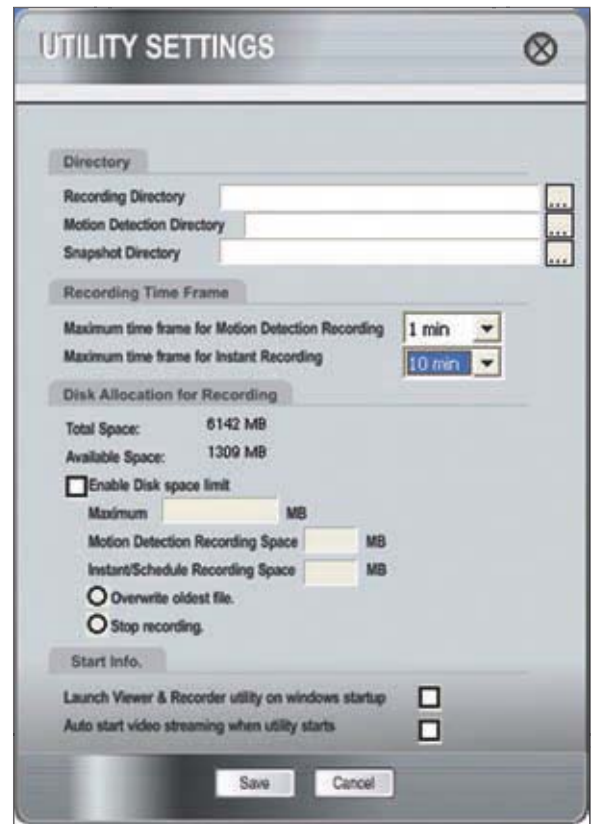 UTILITY SETTINGS
Directory
Recording Directory ...
Motion Detection Directory ...
Snapshot Directory ...
Recording Time Frame
Maximum time frame for Motion Detection Recording 1 min
Maximum time frame for Instant Recording 10 min
Disk Allocation for Recording
Total Space: 6142 MB
Available Space: 1309 MB
Enable Disk space limit
Maximum MB
Motion Detection Recording Space MB
Instant/Schedule Recording Space MB
Overwrite oldest file.
Stop recording.
Start Info.
Launch Viewer & Recorder utility on windows startup
Auto start video streaming when utility starts
Save Cancel